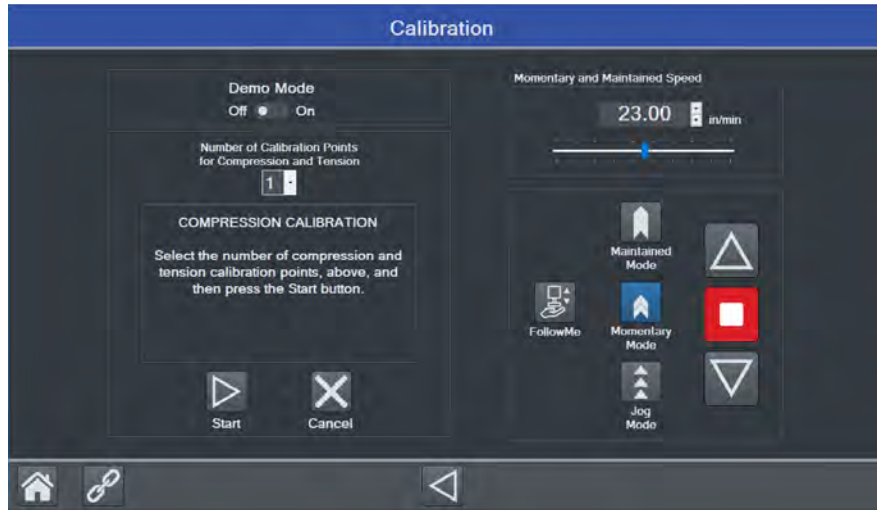 Calibration
Demo Mode
Off On
Number of Calibration Points
for Compression and Tension
1
COMPRESSION CALIBRATION
Select the number of compression and
tension calibration points, above, and
then press the Start button.
Start
Cancel
Momentary and Maintained Speed
23.00 in/min
Maintained
Mode
FollowMe
Momentary
Mode
Jog
Mode